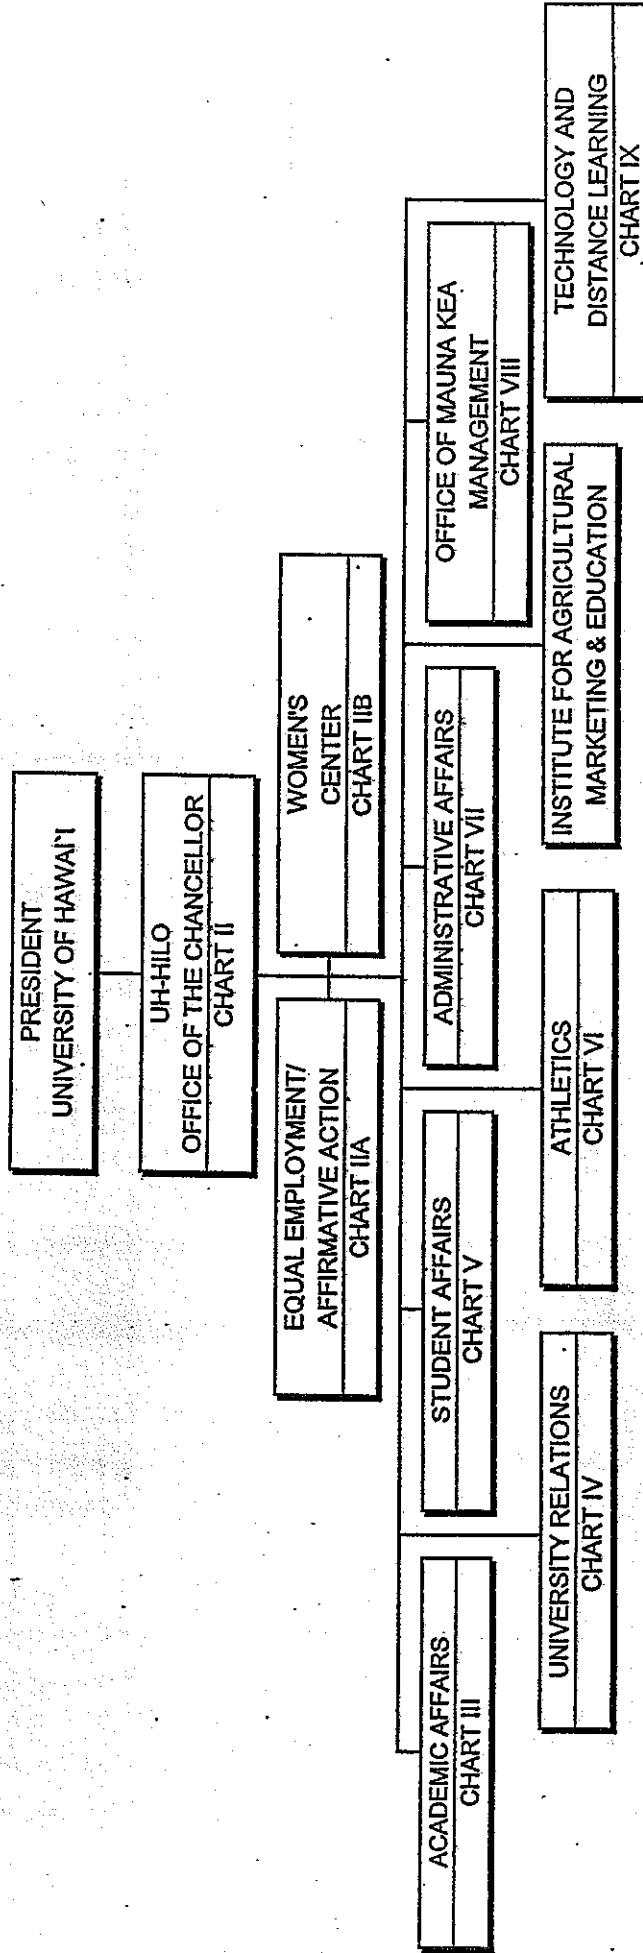 PRESIDENT
UNIVERSITY OF HAWAI'I
UH-HILO
OFFICE OF THE CHANCELLOR
CHART II
EQUAL EMPLOYMENT/
AFFIRMATIVE ACTION
CHART IIA
WOMEN'S
CENTER
CHART IIB
ACADEMIC AFFAIRS
CHART III
STUDENT AFFAIRS
CHART V
ADMINISTRATIVE AFFAIRS
CHART VII
OFFICE OF MAUNA KEA
MANAGEMENT
CHART VIII
UNIVERSITY RELATIONS
CHART IV
ATHLETICS
CHART VI
INSTITUTE FOR AGRICULTURAL
MARKETING & EDUCATION
TECHNOLOGY AND
DISTANCE LEARNING
CHART IX